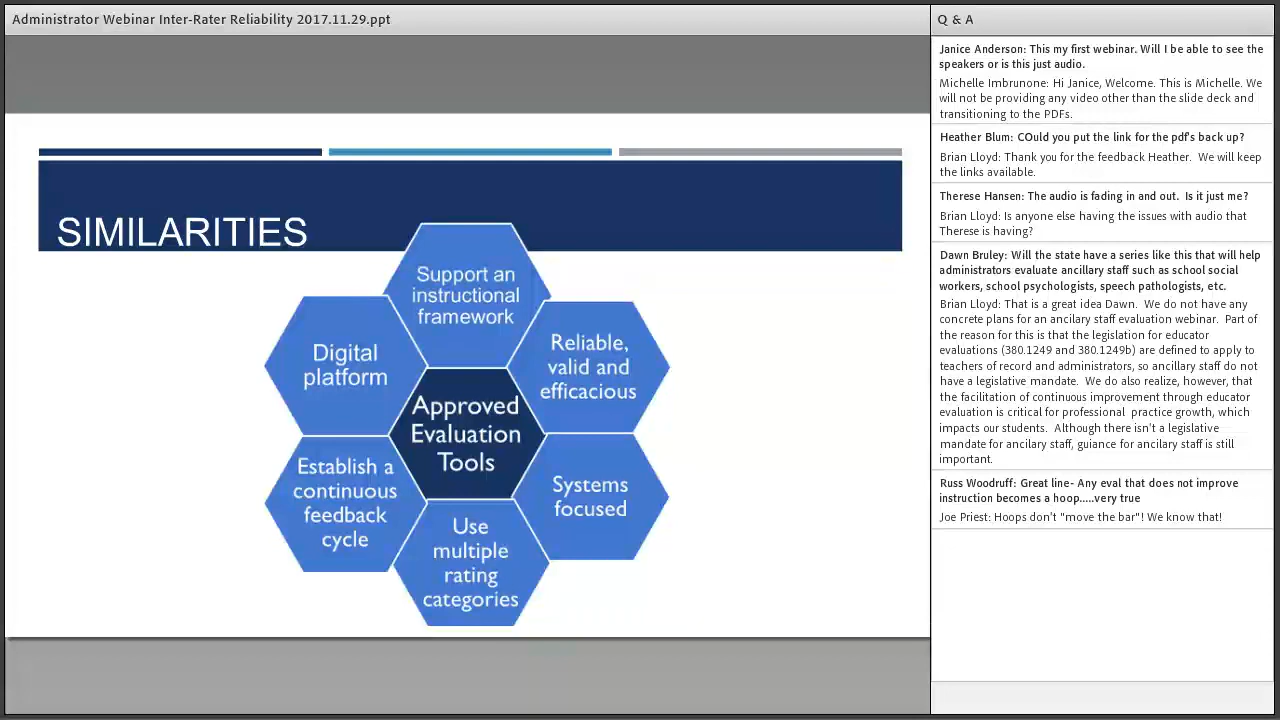 Administrator Webinar Inter-Rater Reliability 2017.11.29.ppt
SIMILARITIES
Support an
instructional
framework
Reliable,
valid and
efficacious
Systems
focused
Use
multiple
rating
categories
Establish a
continuous
feedback
cycle
Digital
platform
Approved
Evaluation
Tools
Q & A
Janice Anderson: This my first webinar. Will I be able to see the
speakers or is this just audio.
Michelle Imbrunone: Hi Janice, Welcome. This is Michelle. We
will not be providing any video other than the slide deck and
transitioning to the PDFs.
Heather Blum: COuld you put the link for the pdf's back up?
Brian Lloyd: Thank you for the feedback Heather.  We will keep
the links available.
Therese Hansen: The audio is fading in and out.  Is it just me?
Brian Lloyd: Is anyone else having the issues with audio that
Therese is having?
Dawn Bruley: Will the state have a series like this that will help
administrators evaluate ancillary staff such as school social
workers, school psychologists, speech pathologists, etc.
Brian Lloyd: That is a great idea Dawn.  We do not have any
concrete plans for an ancilary staff evaluation webinar.  Part of
the reason for this is that the legislation for educator
evaluations (380.1249 and 380.1249b) are defined to apply to
teachers of record and administrators, so ancilary staff do not
have a legislative mandate.  We do also realize, however, that
the facilitation of continuous improvement through educator
evaluation is critical for professional  practice growth, which
impacts our students.  Although there isn't a legislative
mandate for ancilary staff, guiance for ancilary staff is still
important.
Russ Woodruff: Great line- Any eval that does not improve
instruction becomes a hoop.....very true
Joe Priest: Hoops don't "move the bar"! We know that!